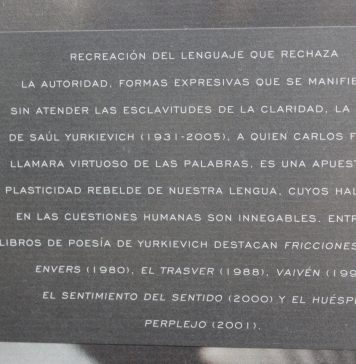 RECREACIÓN DEL LENGUAJE QUE RECHAZA
LA AUTORIDAD, FORMAS EXPRESIVAS QUE SE MANIFIE
SIN ATENDER LAS ESCLAVITUDES DE LA CLARIDAD, LA
DE SAÚL YURKIEVICH (1931-2005), A QUIEN CARLOS F
LLAMARA VIRTUOSO DE LAS PALABRAS, ES UNA APUEST
PLASTICIDAD REBELDE DE NUESTRA LENGUA, CUYOS HAL
EN LAS CUESTIONES HUMANAS SON INNEGABLES. ENTR
LIBROS DE POESÍA DE YURKIEVICH DESTACAN FRICCIONES
ENVERS (1980), EL TRASVER (1988), VAIVÉN (199
EL SENTIMIENTO DEL SENTIDO (2000) Y EL HUÉSP
PERPLEJO (2001).